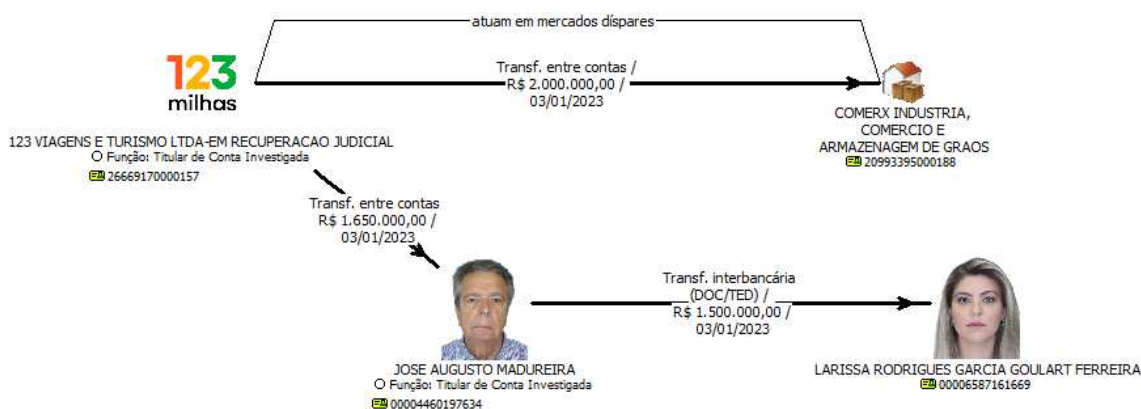 atuam em mercados díspares
123
milhas
Transf. entre contas /
R$ 2.000.000,00 /
03/01/2023
COMERX INDUSTRIA,
COMERCIO E
ARMAZENAGEM DE GRAOS
20993395000188
123 VIAGENS E TURISMO LTDA-EM RECUPERACAO JUDICIAL
Função: Titular de Conta Investigada
26669170000157
Transf. entre contas
R$ 1.650.000,00 /
03/01/2023
Transf. interbancária
(DOC/TED) /
R$ 1.500.000,00 /
03/01/2023
JOSE AUGUSTO MADUREIRA
Função: Titular de Conta Investigada
00004460197634
LARISSA RODRIGUES GARCIA GOULART FERREIRA
00006587161669